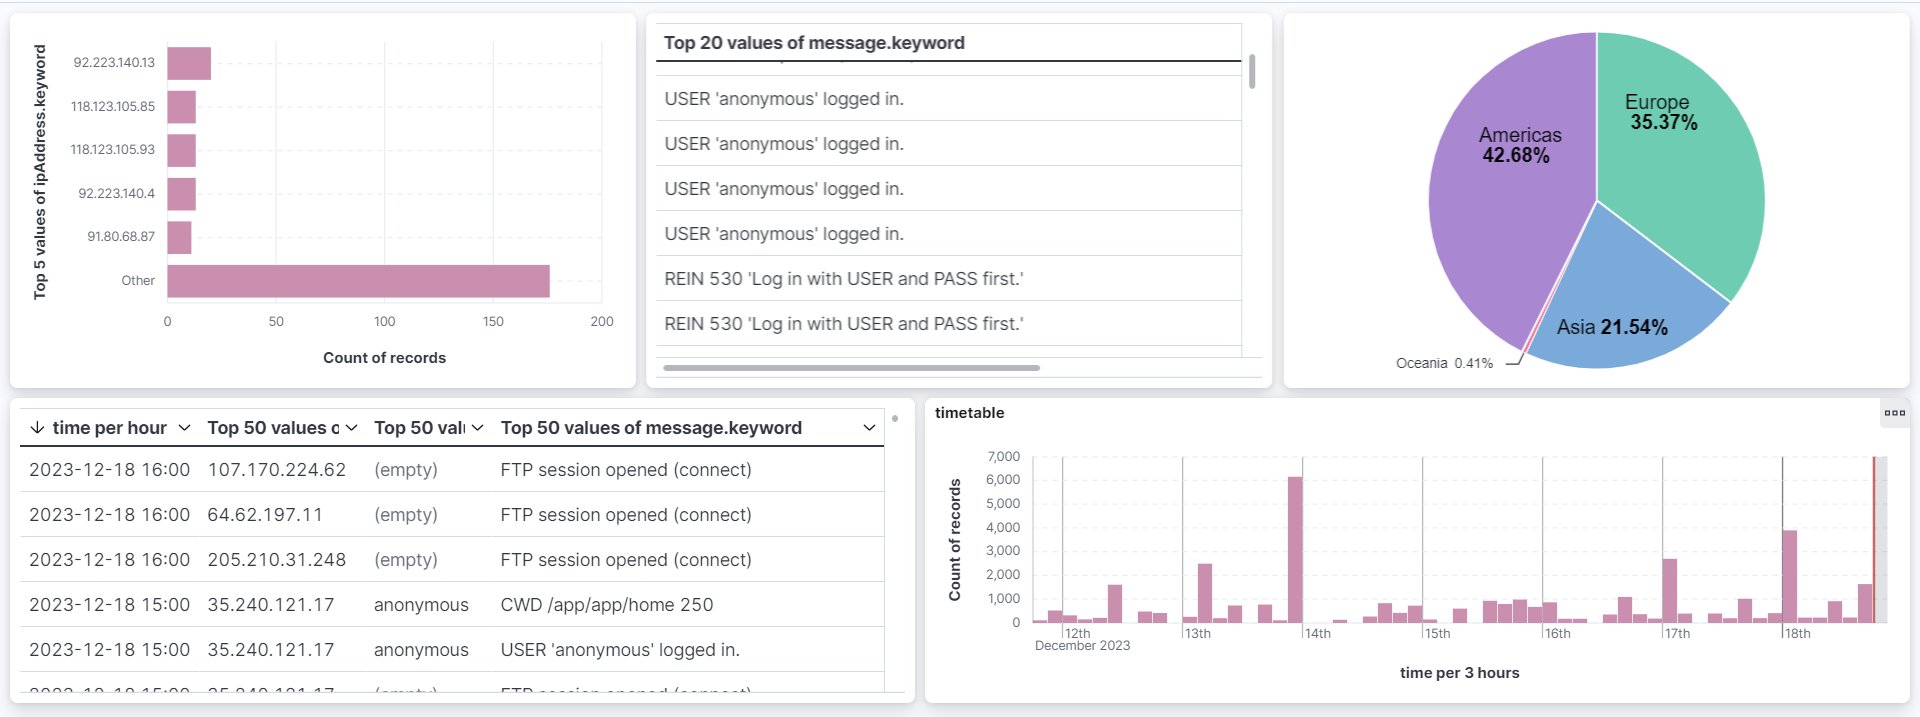 Top 5 values of ipAddress.keyword
92.223.140.13
118.123.105.85
118.123.105.93
92.223.140.4
91.80.68.87
Other
0 50 100 150 200
Count of records
Top 20 values of message.keyword
USER 'anonymous' logged in.
USER 'anonymous' logged in.
USER 'anonymous' logged in.
USER 'anonymous' logged in.
REIN 530 'Log in with USER and PASS first.'
REIN 530 'Log in with USER and PASS first.'
Europe
35.37%
Americas
42.68%
Asia 21.54%
Oceania 0.41%
time per hour Top 50 values Top 50 Top 50 values of message.keyword
2023-12-18 16:00 107.170.224.62 (empty) FTP session opened (connect)
2023-12-18 16:00 64.62.197.11 (empty) FTP session opened (connect)
2023-12-18 16:00 205.210.31.248 (empty) FTP session opened (connect)
2023-12-18 15:00 35.240.121.17 anonymous CWD /app/app/home 250
2023-12-18 15:00 35.240.121.17 anonymous USER 'anonymous' logged in.
timetable
Count of records
7,000
6,000
5,000
4,000
3,000
2,000
1,000
0
12th 13th 14th 15th 16th 17th 18th
December 2023
time per 3 hours